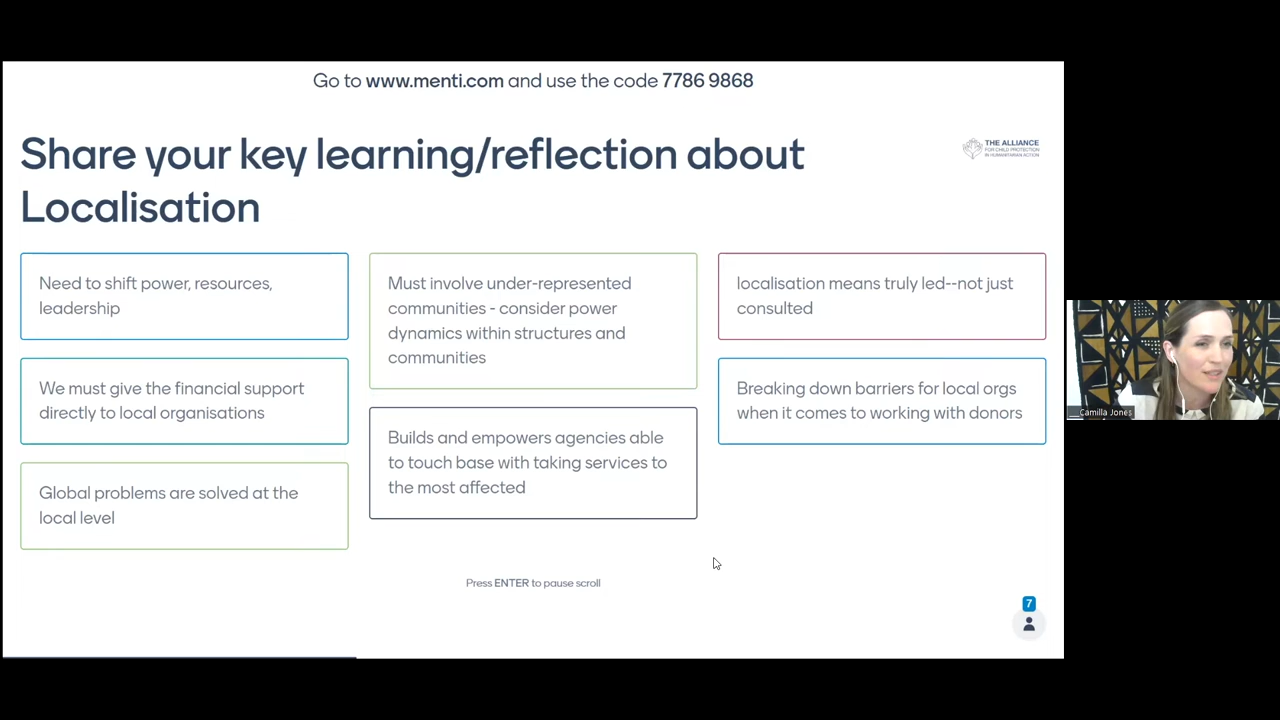 Go to www.menti.com and use the code 7786 9868
Share your key learning/reflection about
Localisation
THE ALLIANCE
FOR CHILD PROTECTION
IN HUMANITARIAN ACTION
Need to shift power, resources,
leadership
We must give the financial support
directly to local organisations
Global problems are solved at the
local level
Must involve under-represented
communities - consider power
dynamics within structures and
communities
Builds and empowers agencies able
to touch base with taking services to
the most affected
localisation means truly led--not just
consulted
Breaking down barriers for local orgs
when it comes to working with donors
Press ENTER to pause scroll
7
Camilla Jones